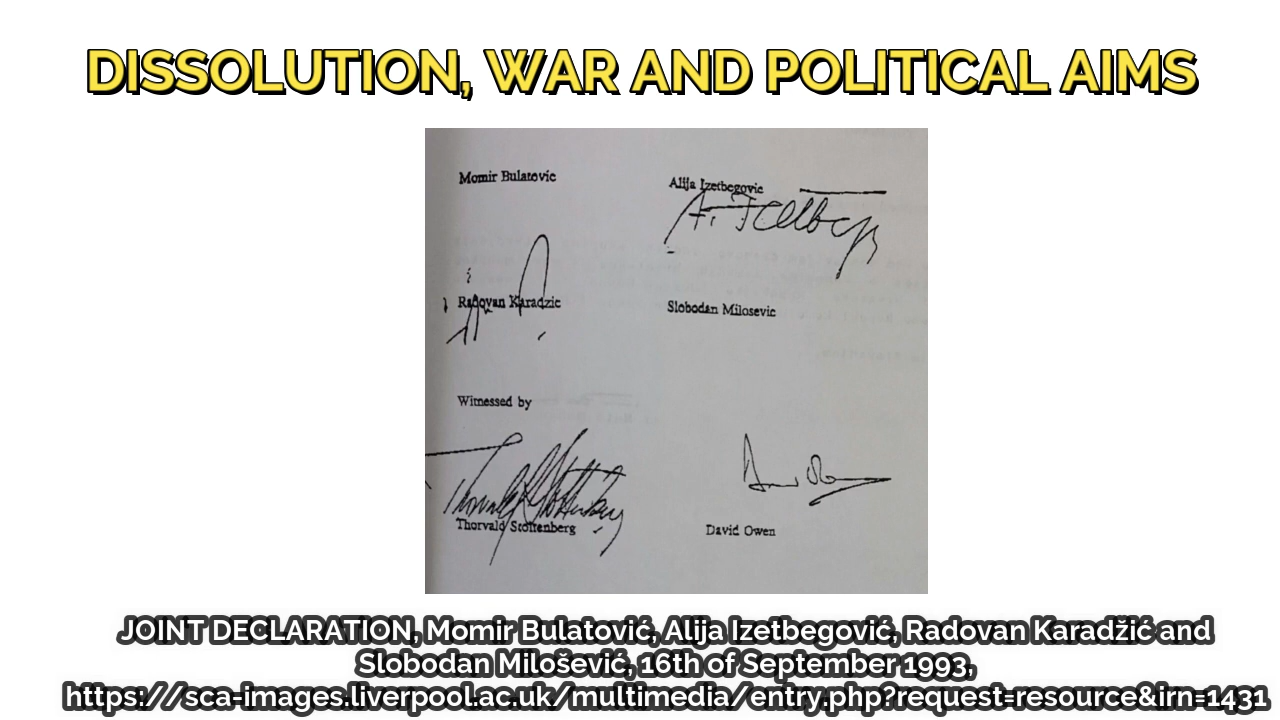 DISSOLUTION, WAR AND POLITICAL AIMS
Momir Bulatovic
Alija Izetbegovic
Radovan Karadzic
Slobodan Milosevic
Witnessed by
Thorvald Stoltenberg
David Owen
JOINT DECLARATION, Momir Bulatović, Alija Izetbegović, Radovan Karadžić and
Slobodan Milošević, 16th of September 1993,
https://sca-images.liverpool.ac.uk/multimedia/entry.php?request=resource&irn=1431